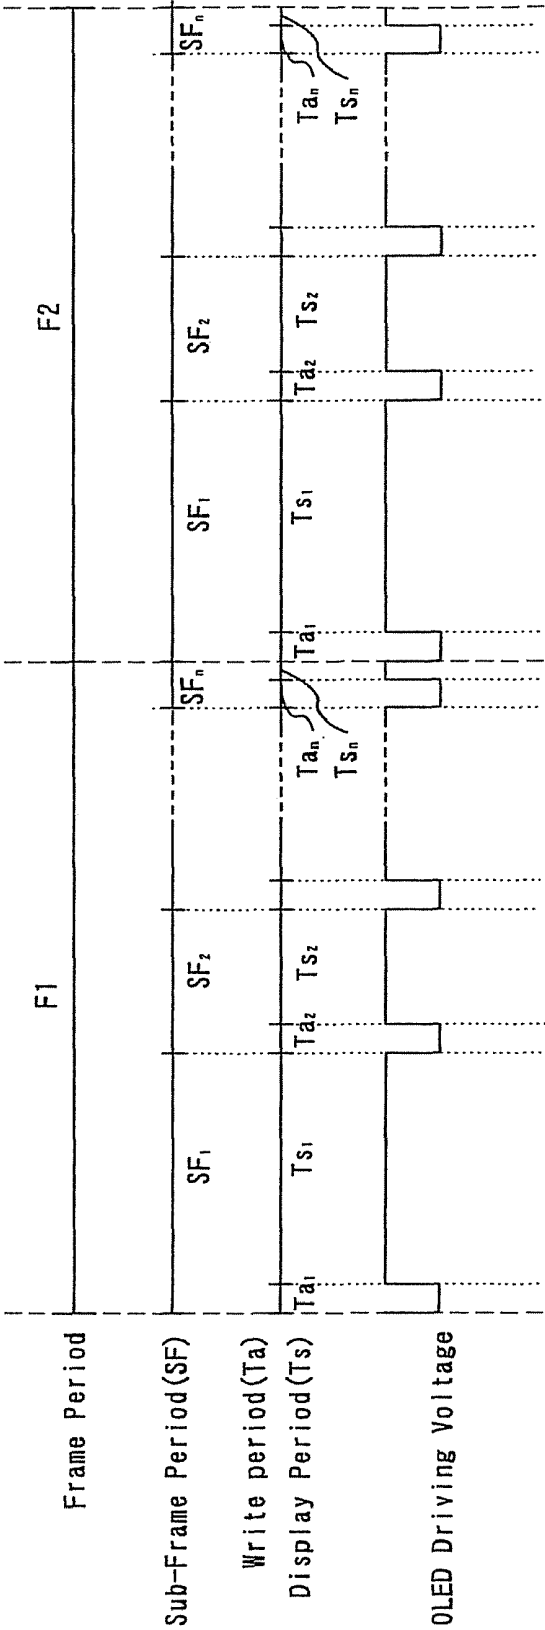 Frame Period
F1
F2
Sub-Frame Period(SF)
SF₁
SF₂
SFₙ
SF₁
SF₂
SFₙ
Write period(Ta)
Display Period(Ts)
Ta₁
Ts₁
Ta₂
Ts₂
Taₙ
Tsₙ
Ta₁
Ts₁
Ta₂
Ts₂
Taₙ
Tsₙ
OLED Driving Voltage